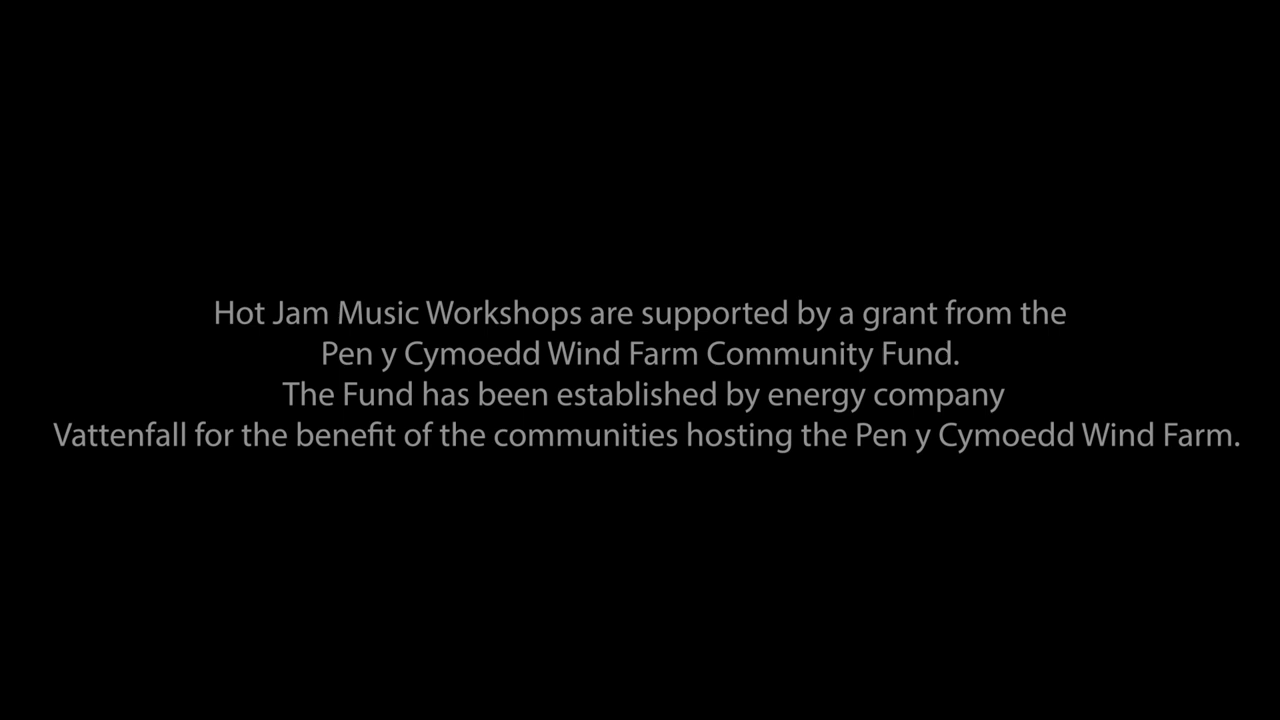 Hot Jam Music Workshops are supported by a grant from the
Pen y Cymoedd Wind Farm Community Fund.
The Fund has been established by energy company
Vattenfall for the benefit of the communities hosting the Pen y Cymoedd Wind Farm.